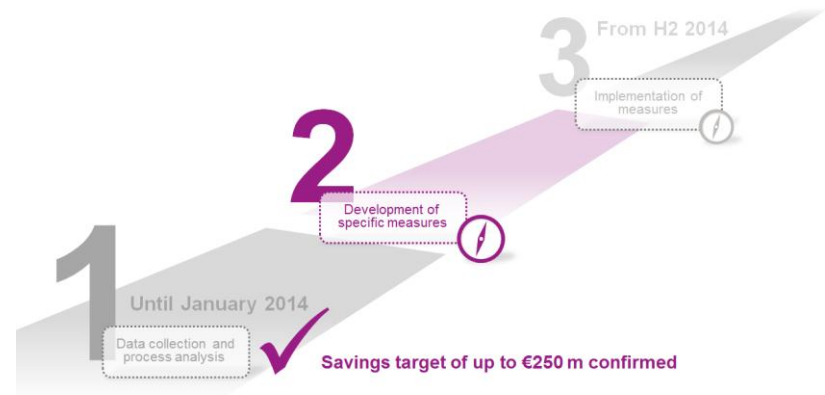 3
From H2 2014
Implementation of
measures
2
Development of
specific measures
1
Until January 2014
Data collection and
process analysis
Savings target of up to €250 m confirmed